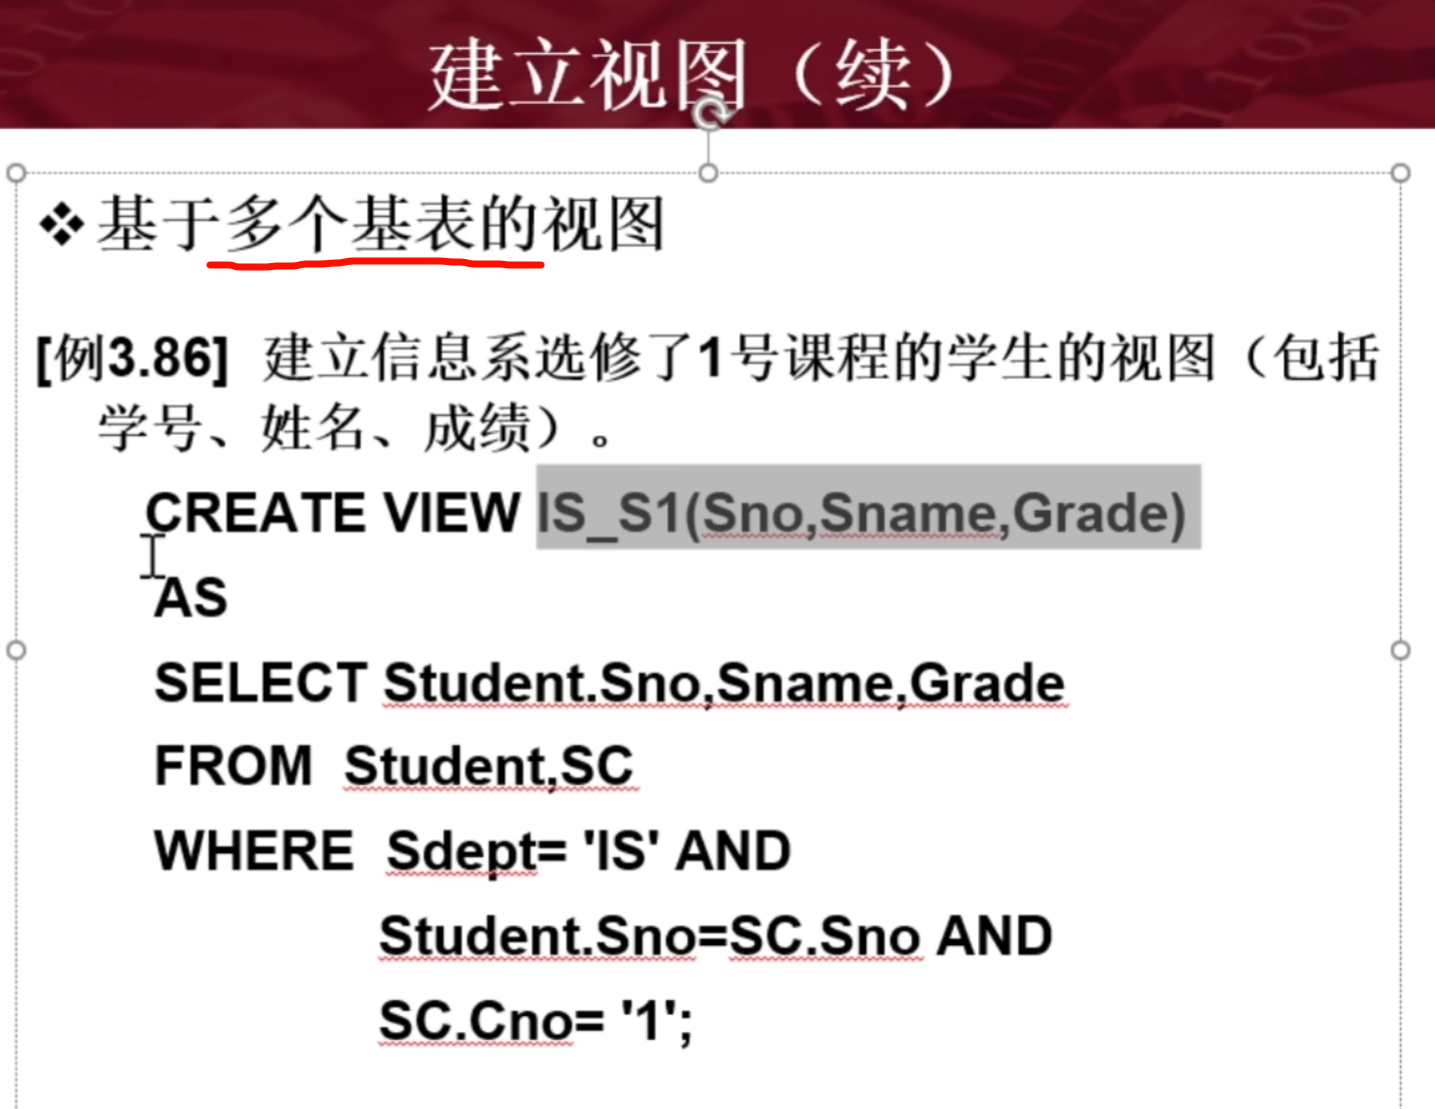 建立视图（续）
❖基于多个基表的视图
[例3.86] 建立信息系选修了1号课程的学生的视图（包括
学号、姓名、成绩）。
CREATE VIEW IS_S1(Sno,Sname,Grade)
AS
SELECT Student.Sno,Sname,Grade
FROM Student,SC
WHERE Sdept= 'IS' AND
Student.Sno=SC.Sno AND
SC.Cno= '1';